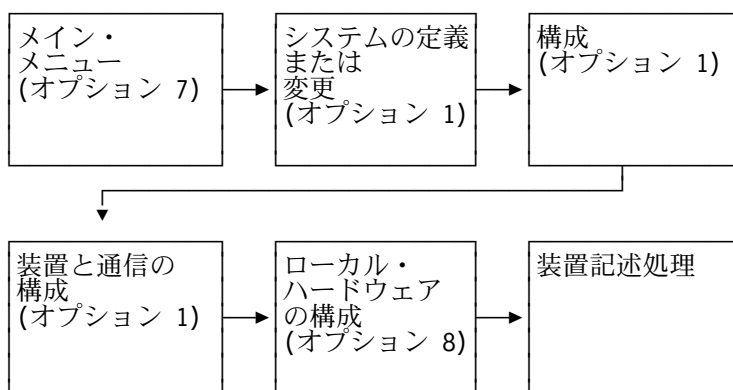 メイン・
メニュー
(オプション 7)
システムの定義
または
変更
(オプション 1)
構成
(オプション 1)
装置と通信の
構成
(オプション 1)
ローカル・
ハードウェア
の構成
(オプション 8)
装置記述処理